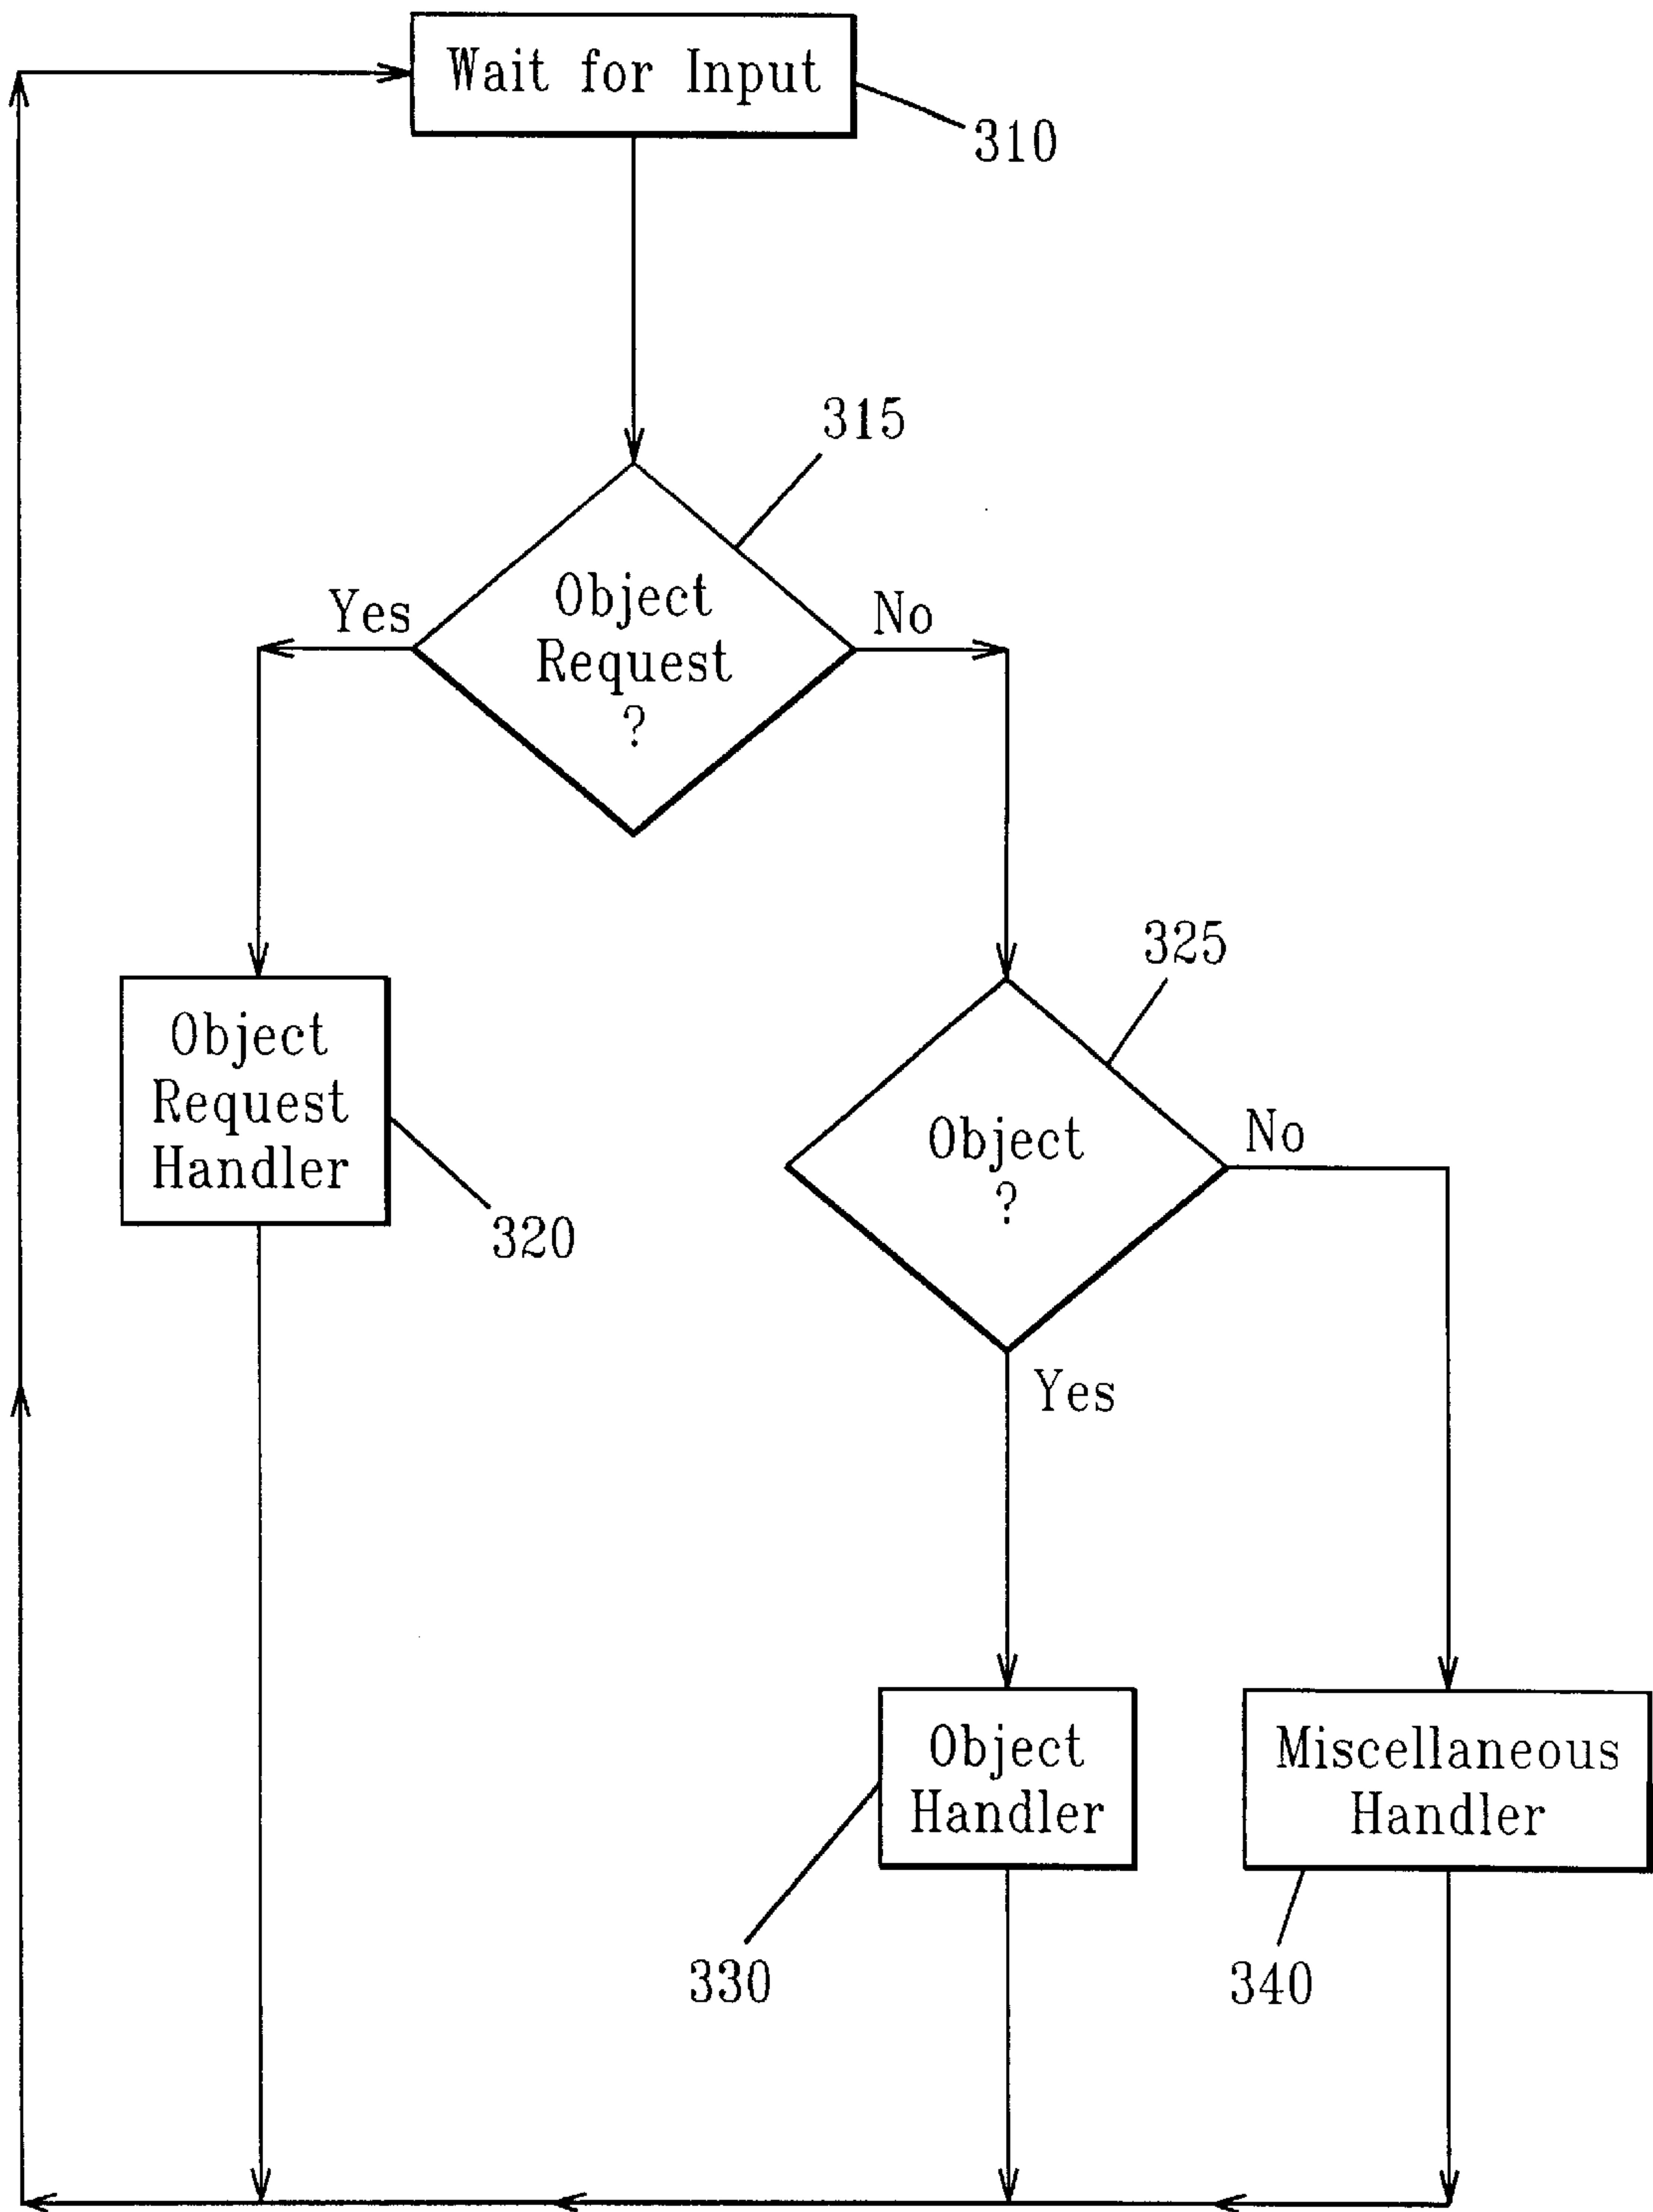 Wait for Input
310
315
Yes
Object
Request
?
No
325
Object
Request
Handler
320
Object
?
No
Yes
Object
Handler
330
Miscellaneous
Handler
340